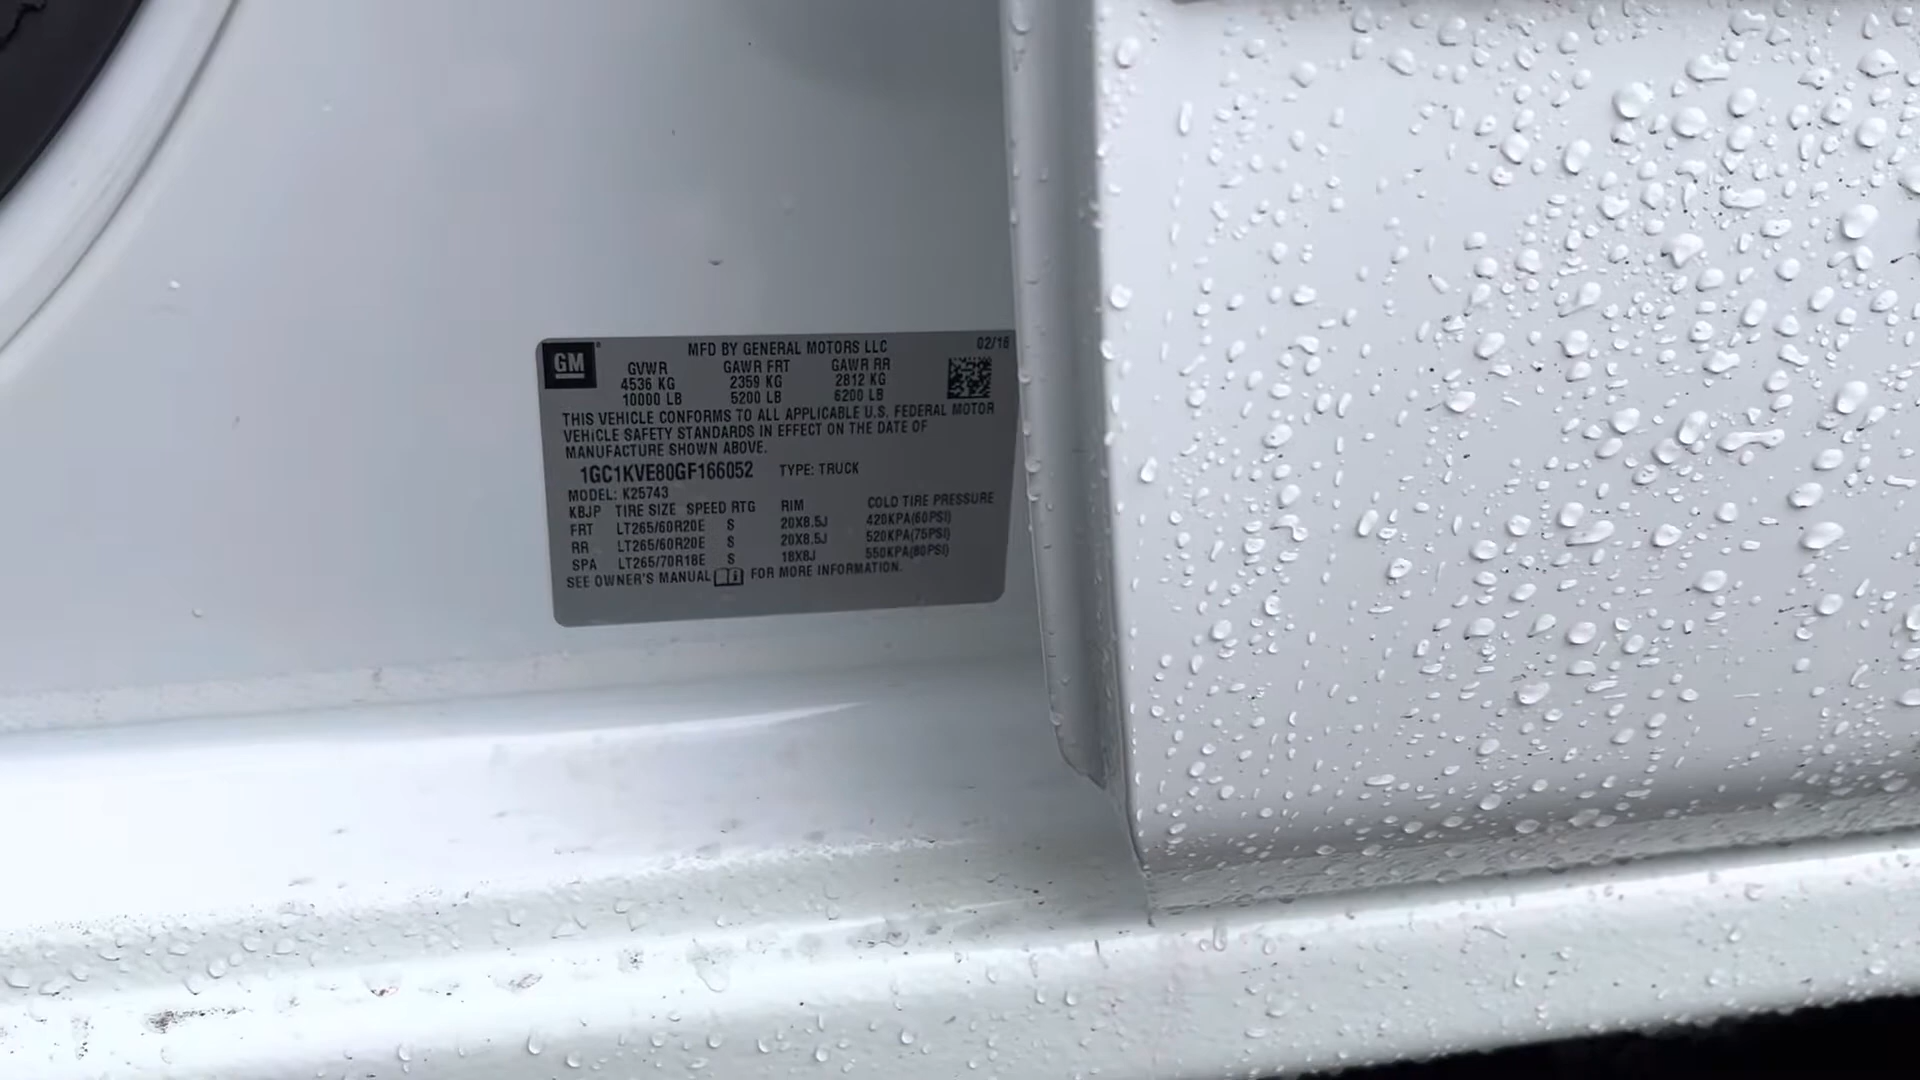 GM
MFD BY GENERAL MOTORS LLC 02/16
GVWR GAWR FRT GAWR RR
4536 KG 2359 KG 2812 KG
10000 LB 5200 LB 6200 LB
THIS VEHICLE CONFORMS TO ALL APPLICABLE U.S. FEDERAL MOTOR
VEHICLE SAFETY STANDARDS IN EFFECT ON THE DATE OF
MANUFACTURE SHOWN ABOVE.
1GC1KVE80GF166052 TYPE: TRUCK
MODEL: K25743
KBJP TIRE SIZE SPEED RTG RIM COLD TIRE PRESSURE
FRT LT265/60R20E S 20X8.5J 420KPA(60PSI)
RR LT265/60R20E S 20X8.5J 520KPA(75PSI)
SPA LT265/70R18E S 18X8J 550KPA(80PSI)
SEE OWNER'S MANUAL FOR MORE INFORMATION.